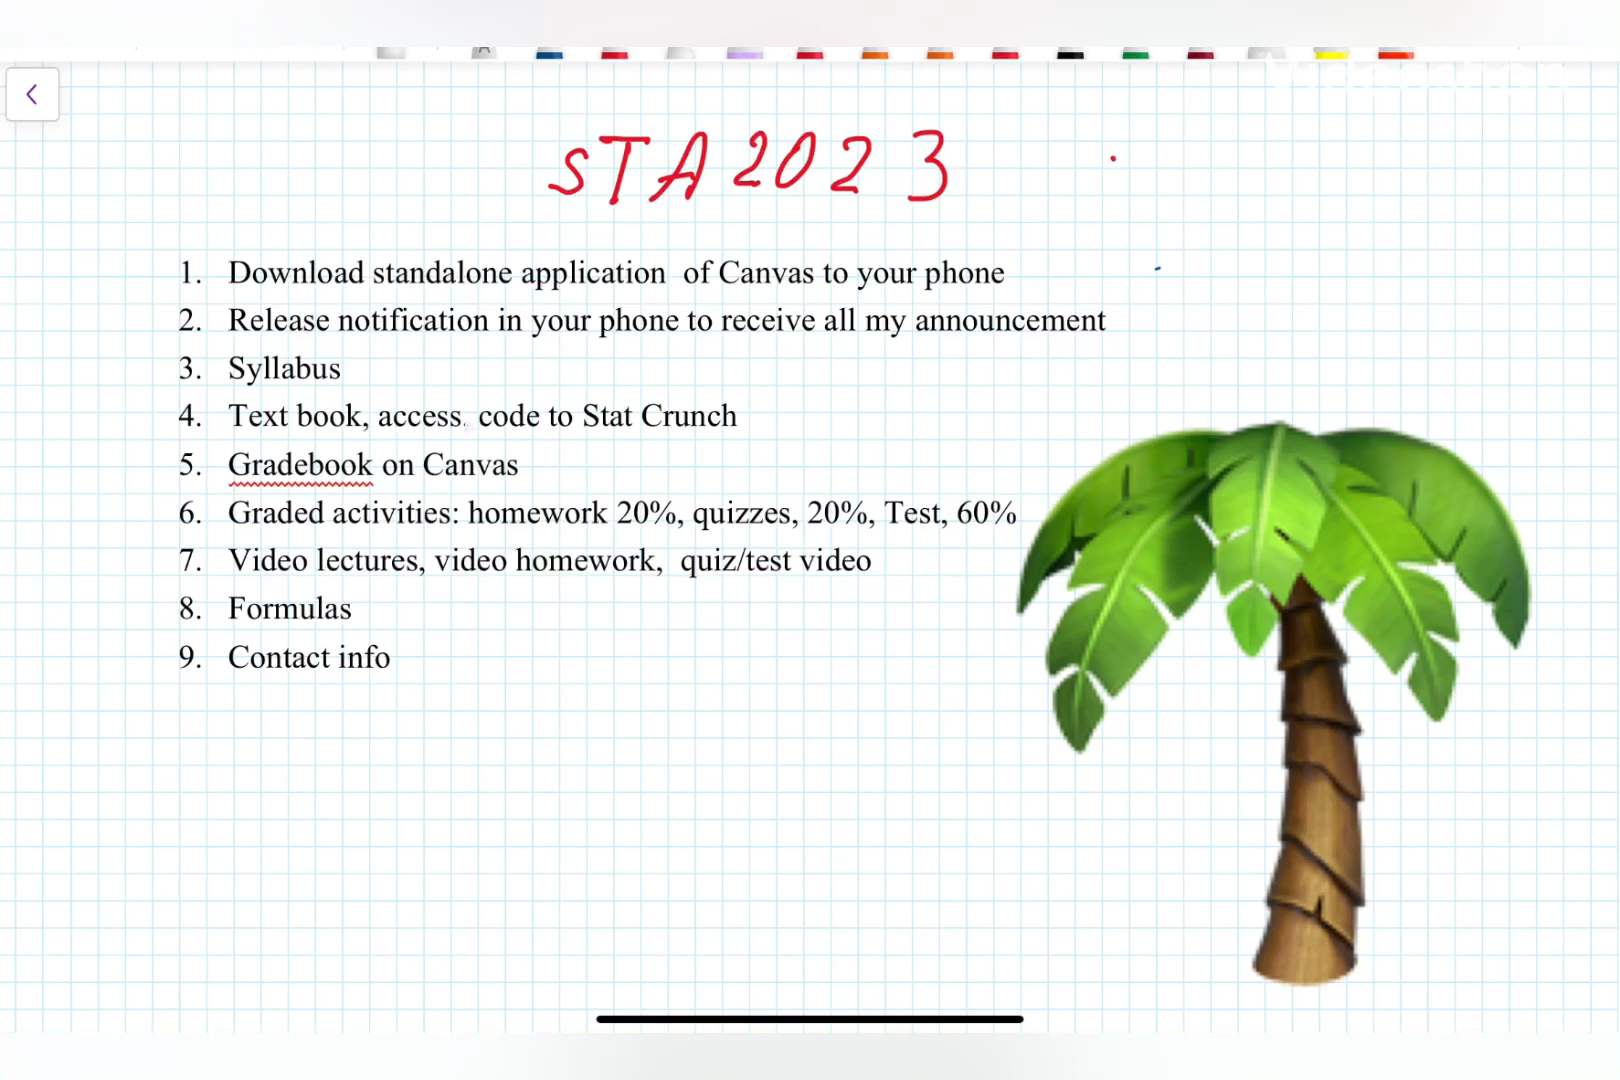 STA2023
1. Download standalone application of Canvas to your phone
2. Release notification in your phone to receive all my announcement
3. Syllabus
4. Text book, access. code to Stat Crunch
5. Gradebook on Canvas
6. Graded activities: homework 20%, quizzes, 20%, Test, 60%
7. Video lectures, video homework, quiz/test video
8. Formulas
9. Contact info